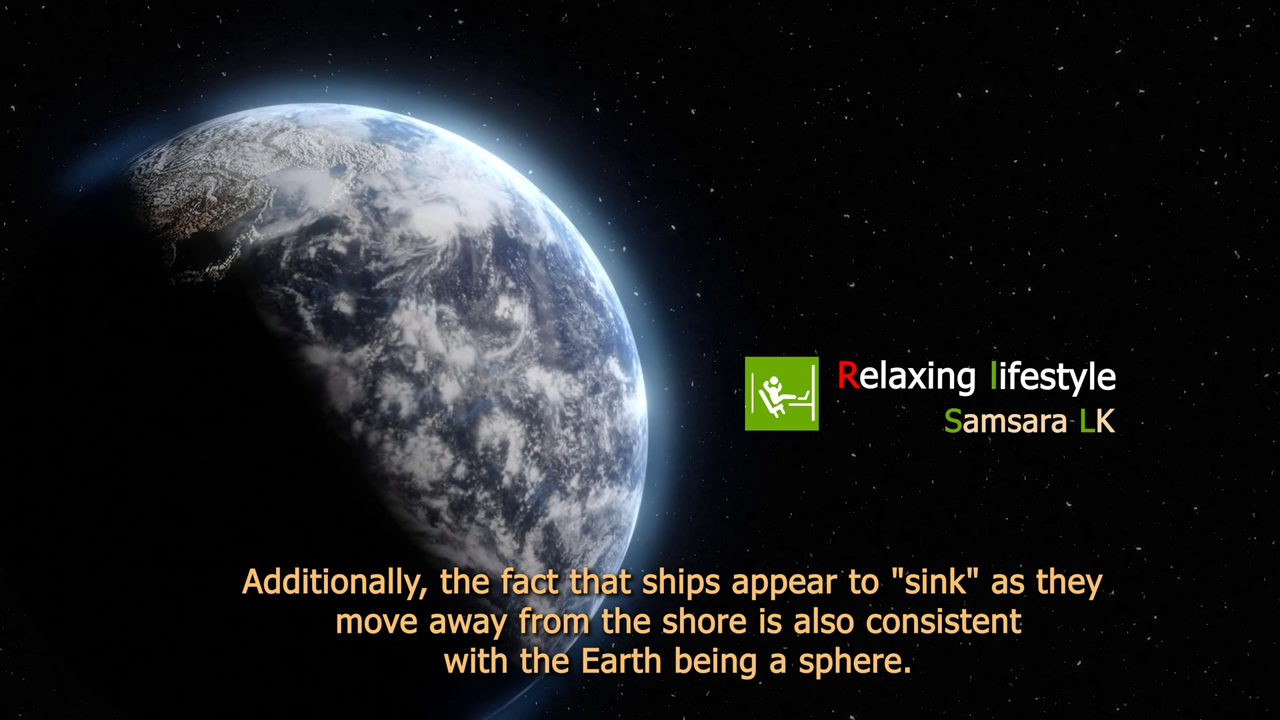 Relaxing lifestyle
Samsara LK
Additionally, the fact that ships appear to "sink" as they
move away from the shore is also consistent
with the Earth being a sphere.